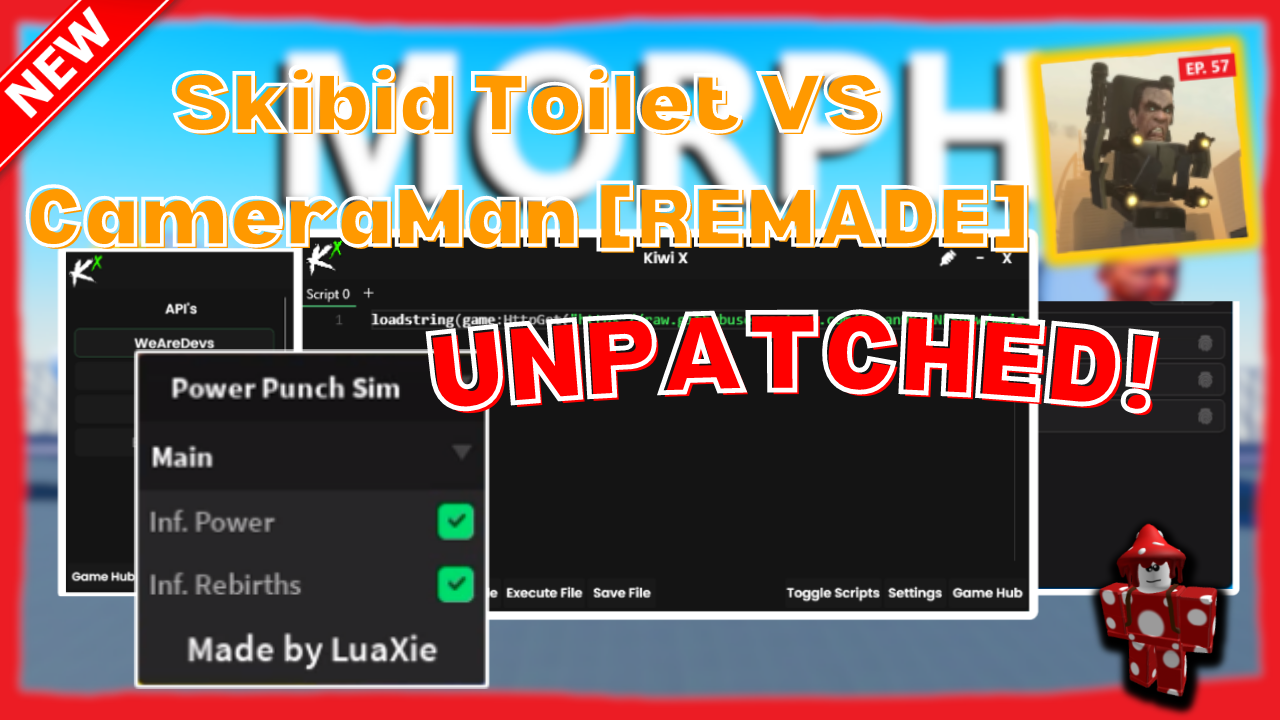 NEW
MORPH
Skibid Toilet VS
CameraMan [REMADE]
EP. 57
KX
KX
Kiwi X
- X
Script 0 +
API's
1 loadstring(game:HttpGet(
WeAreDevs
UNPATCHED!
Power Punch Sim
Main
Inf. Power
Inf. Rebirths
Made by LuaXie
Game Hub
Execute File Save File Toggle Scripts Settings Game Hub